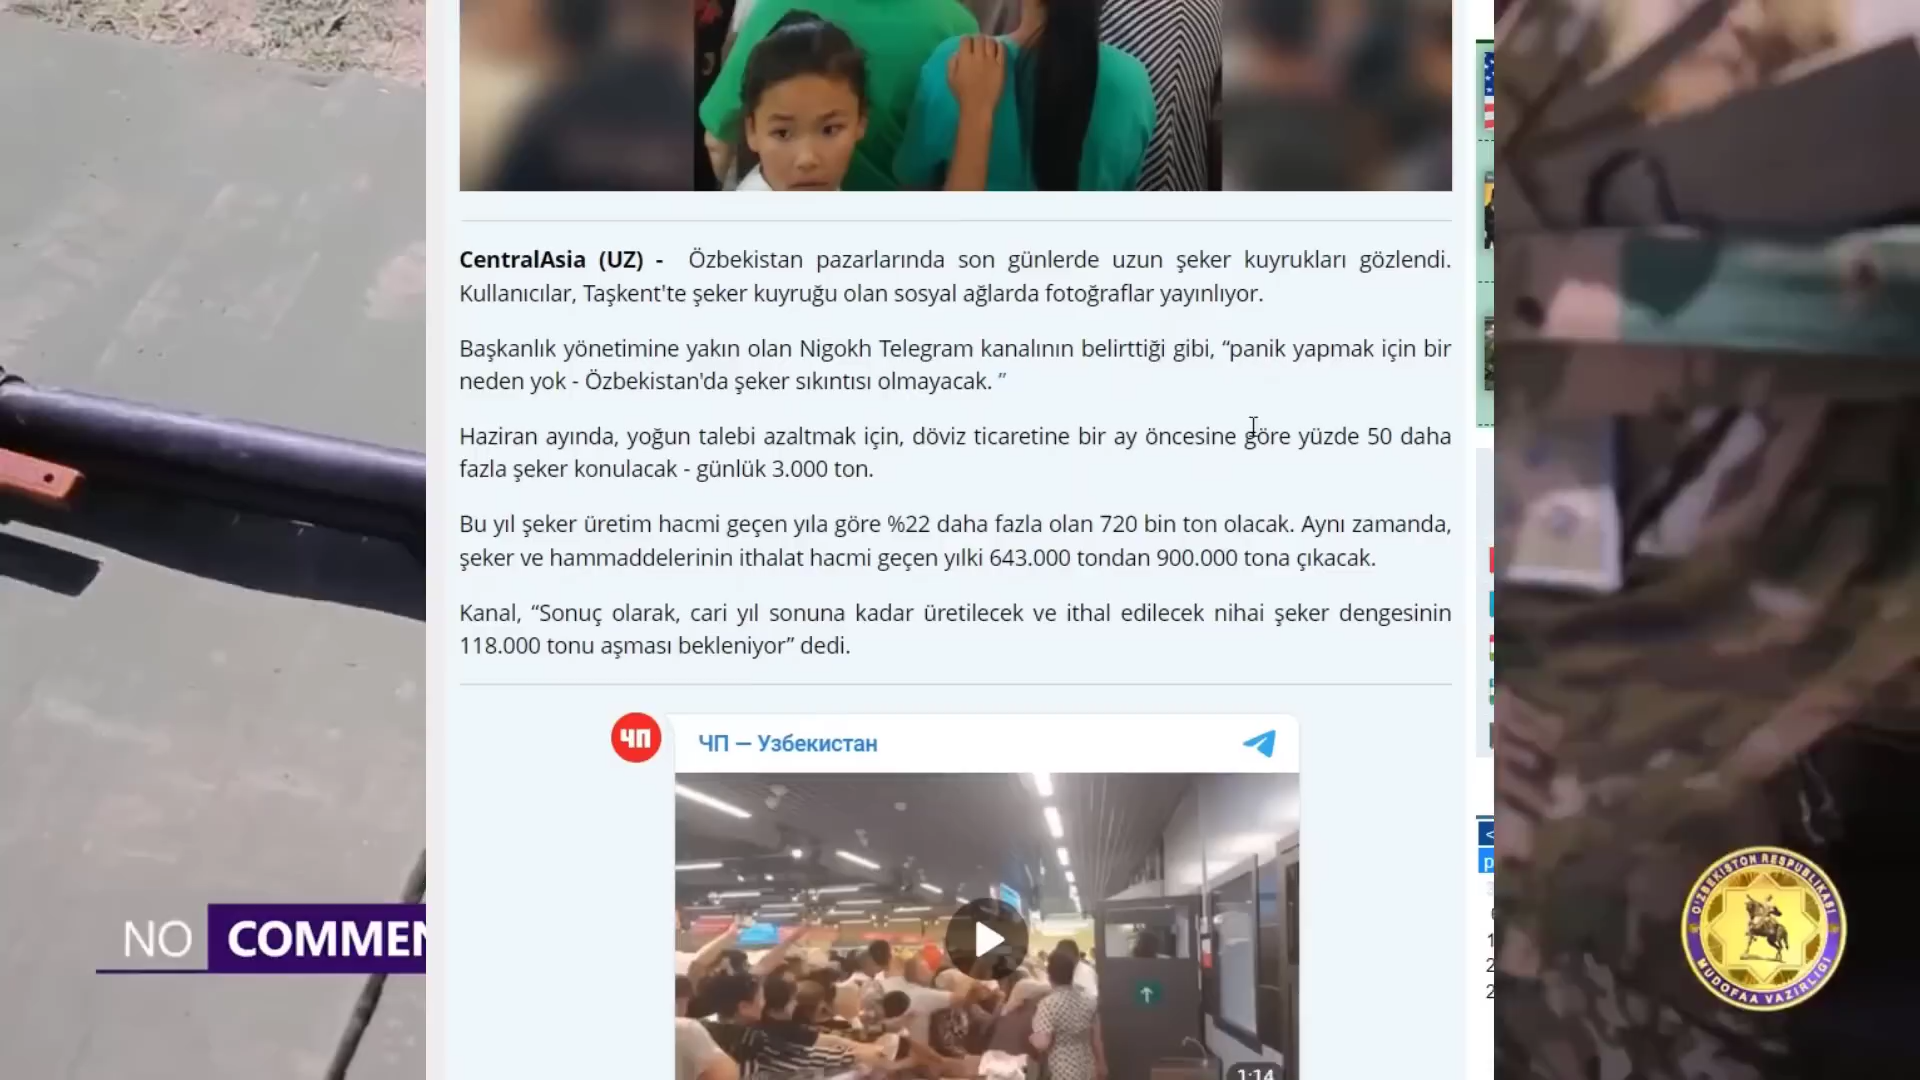 CentralAsia (UZ) - Özbekistan pazarlarında son günlerde uzun şeker kuyrukları gözlendi.
Kullanıcılar, Taşkent'te şeker kuyruğu olan sosyal ağlarda fotoğraflar yayınlıyor.
Başkanlık yönetimine yakın olan Nigokh Telegram kanalının belirttiği gibi, “panik yapmak için bir
neden yok - Özbekistan'da şeker sıkıntısı olmayacak. ”
Haziran ayında, yoğun talebi azaltmak için, döviz ticaretine bir ay öncesine göre yüzde 50 daha
fazla şeker konulacak - günlük 3.000 ton.
Bu yıl şeker üretim hacmi geçen yıla göre %22 daha fazla olan 720 bin ton olacak. Aynı zamanda,
şeker ve hammaddelerinin ithalat hacmi geçen yılki 643.000 tondan 900.000 tona çıkacak.
Kanal, “Sonuç olarak, cari yıl sonuna kadar üretilecek ve ithal edilecek nihai şeker dengesinin
118.000 tonu aşması bekleniyor” dedi.
ЧП
ЧП — Узбекистан
1:14
NO COMMEN
O'ZBEKISTON RESPUBLIKASI
MUDOFAA VAZIRLIGI